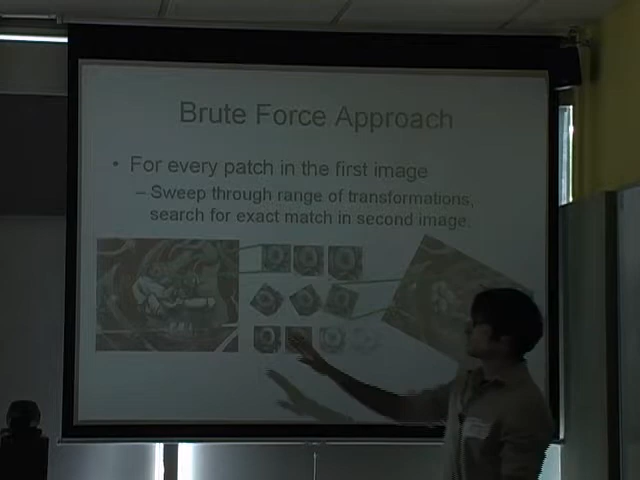 Brute Force Approach
• For every patch in the first image
– Sweep through range of transformations,
search for exact match in second image.